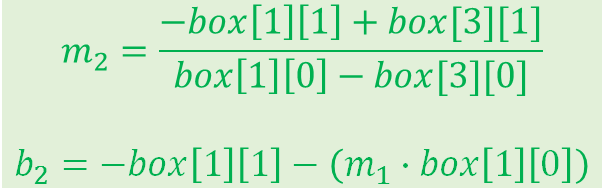 m₂ = (-box[1][1] + box[3][1]) / (box[1][0] - box[3][0])
b₂ = -box[1][1] - (m₁ · box[1][0])